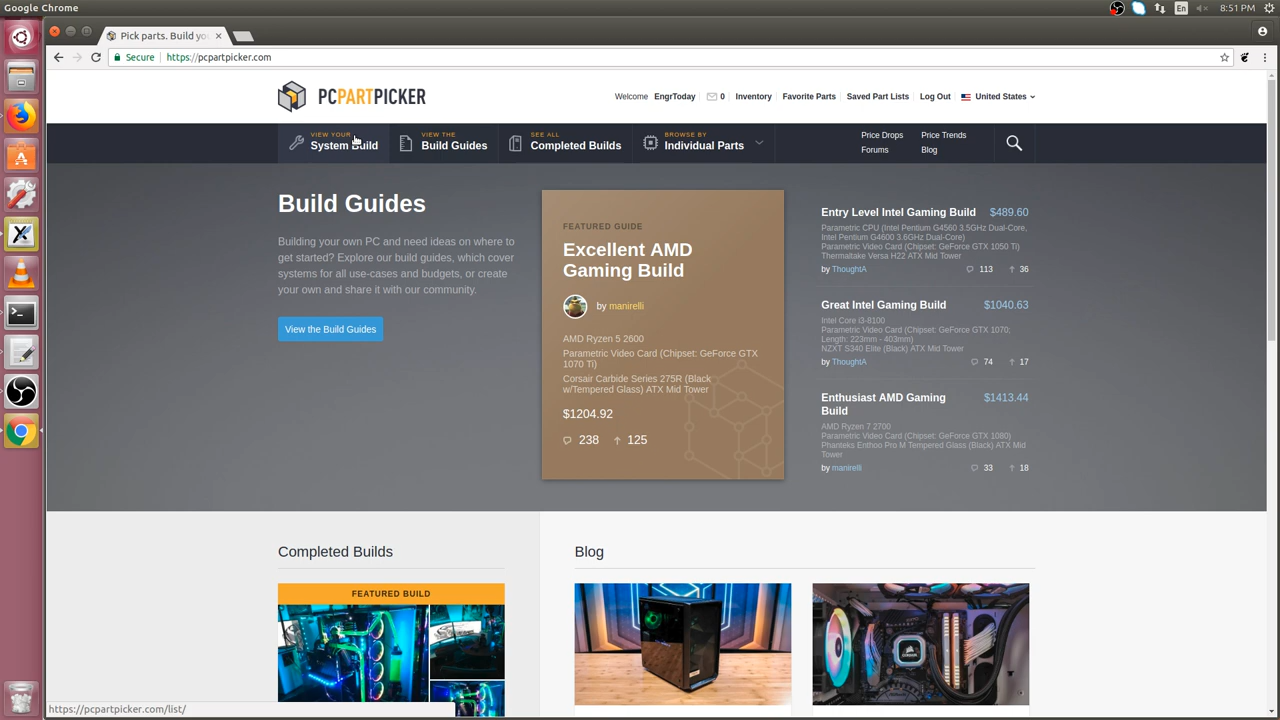 Google Chrome
En
8:51 PM
Pick parts. Build yo
Secure
https://pcpartpicker.com
PCPARTPICKER
Welcome EngrToday 0 Inventory Favorite Parts Saved Part Lists Log Out United States
VIEW YOUR
System Build
VIEW THE
Build Guides
SEE ALL
Completed Builds
BROWSE BY
Individual Parts
Price Drops
Price Trends
Forums
Blog
Build Guides
Building your own PC and need ideas on where to
get started? Explore our build guides, which cover
systems for all use-cases and budgets, or create
your own and share it with our community.
View the Build Guides
FEATURED GUIDE
Excellent AMD
Gaming Build
by manirelli
AMD Ryzen 5 2600
Parametric Video Card (Chipset: GeForce GTX
1070 Ti)
Corsair Carbide Series 275R (Black
w/Tempered Glass) ATX Mid Tower
$1204.92
238 125
Entry Level Intel Gaming Build $489.60
Parametric CPU (Intel Pentium G4560 3.5GHz Dual-Core,
Intel Pentium G4600 3.6GHz Dual-Core)
Parametric Video Card (Chipset: GeForce GTX 1050 Ti)
Thermaltake Versa H22 ATX Mid Tower
by ThoughtA 113 36
Great Intel Gaming Build $1040.63
Intel Core i3-8100
Parametric Video Card (Chipset: GeForce GTX 1070;
Length: 223mm - 403mm)
NZXT S340 Elite (Black) ATX Mid Tower
by ThoughtA 74 17
Enthusiast AMD Gaming
Build
$1413.44
AMD Ryzen 7 2700
Parametric Video Card (Chipset: GeForce GTX 1080)
Phanteks Enthoo Pro M Tempered Glass (Black) ATX Mid
Tower
by manirelli 33 18
Completed Builds
FEATURED BUILD
Blog
https://pcpartpicker.com/list/